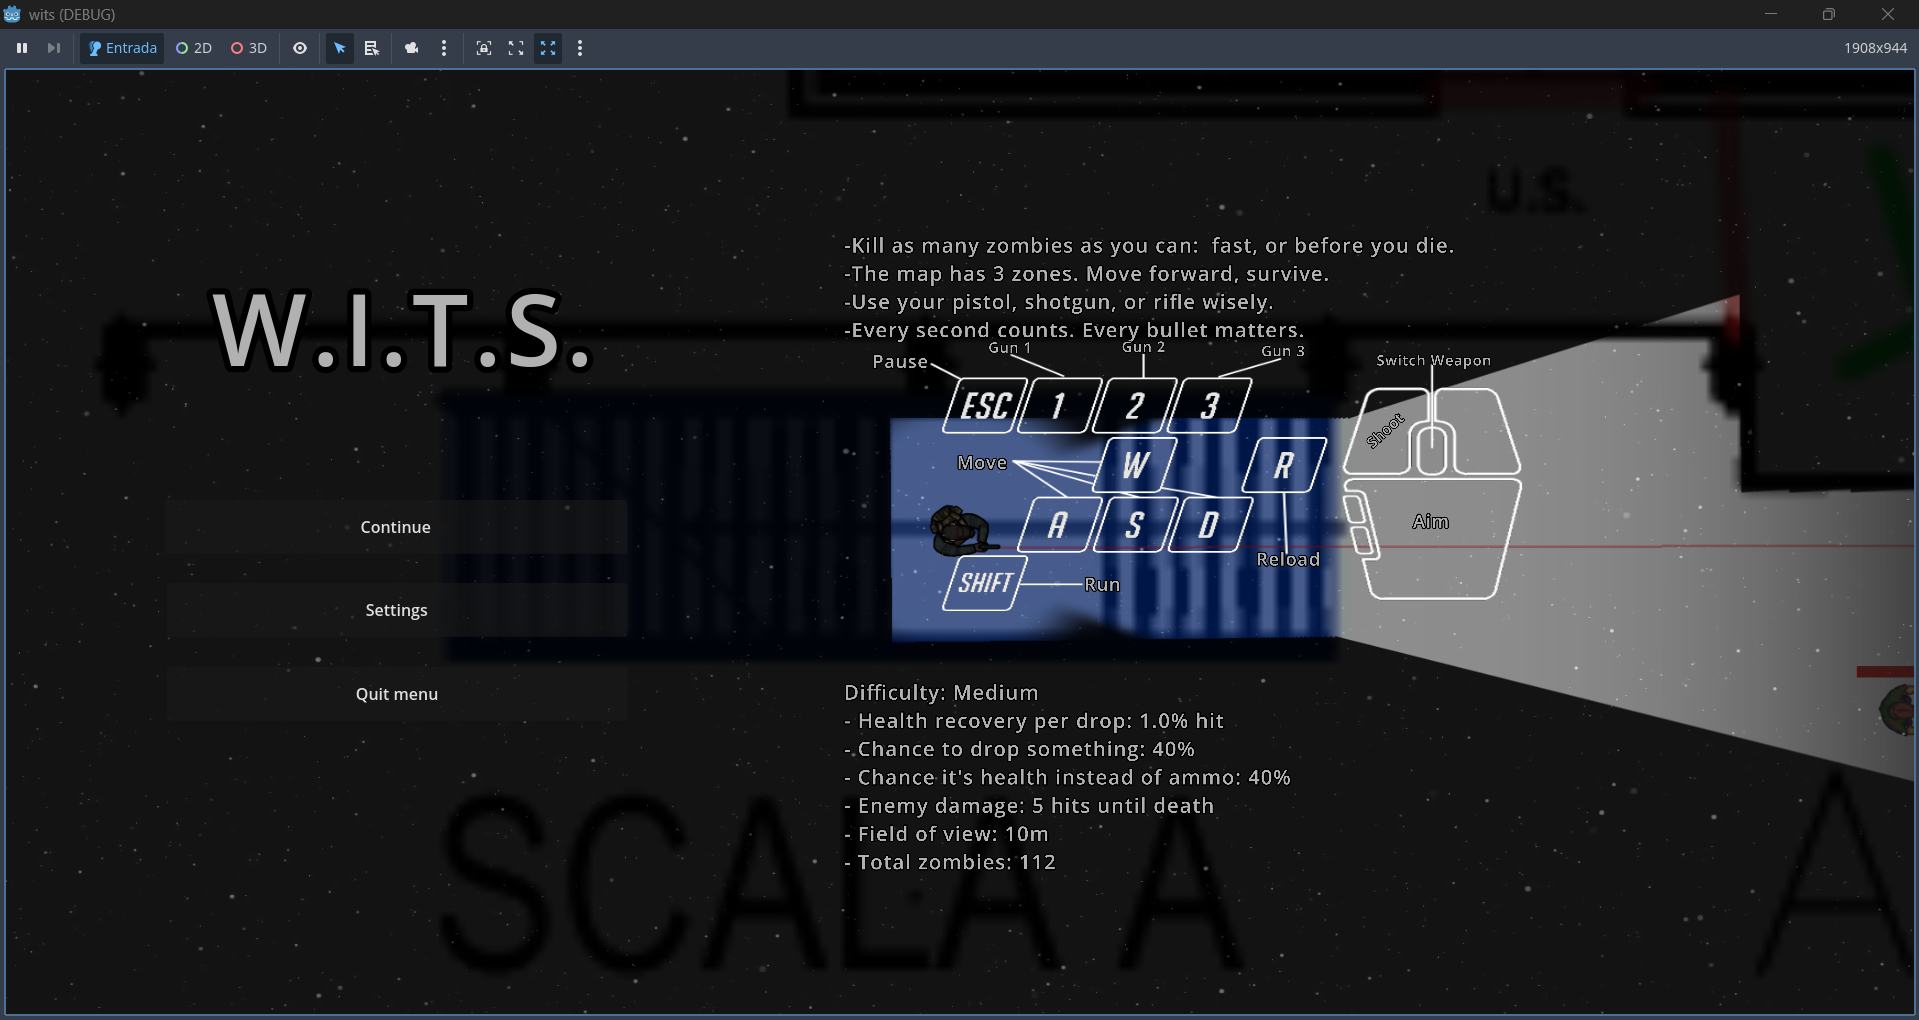 wits (DEBUG)
Entrada 2D 3D
1908x944
U.S.
-Kill as many zombies as you can:  fast, or before you die.
-The map has 3 zones. Move forward, survive.
-Use your pistol, shotgun, or rifle wisely.
-Every second counts. Every bullet matters.
W.I.T.S.
Pause Gun 1 Gun 2 Gun 3 Switch Weapon
ESC 1 2 3 Shoot
Move W R
A S D Aim
Reload
SHIFT Run
Continue
Settings
Quit menu
Difficulty: Medium
- Health recovery per drop: 1.0% hit
- Chance to drop something: 40%
- Chance it's health instead of ammo: 40%
- Enemy damage: 5 hits until death
- Field of view: 10m
- Total zombies: 112
SCALA A
A